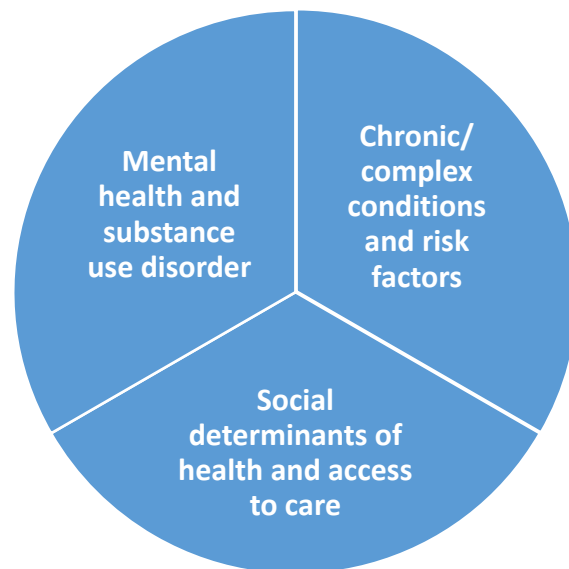 Mental
health and
substance
use disorder
Chronic/
complex
conditions
and risk
factors
Social
determinants of
health and access
to care